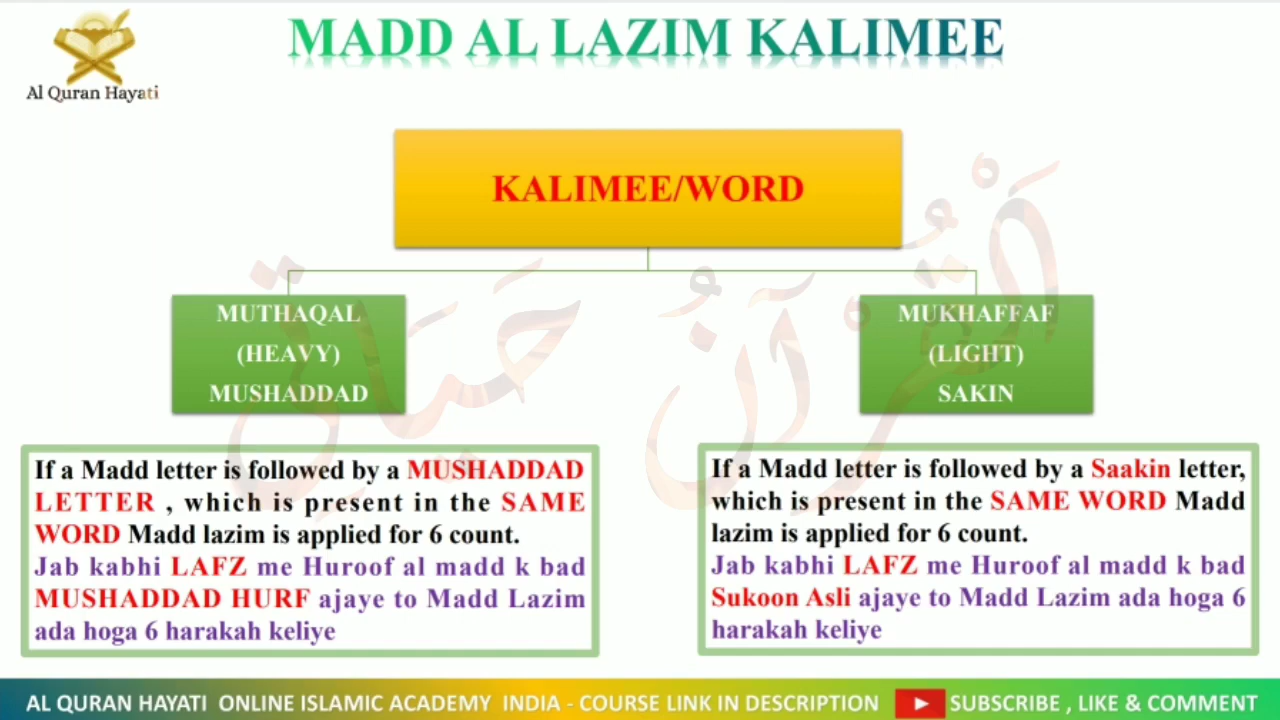 MADD AL LAZIM KALIMEE
Al Quran Hayati
KALIMEE/WORD
MUTHAQAL
(HEAVY)
MUSHADDAD
MUKHAFFAF
(LIGHT)
SAKIN
If a Madd letter is followed by a MUSHADDAD
LETTER , which is present in the SAME
WORD Madd lazim is applied for 6 count.
Jab kabhi LAFZ me Huroof al madd k bad
MUSHADDAD HURF ajaye to Madd Lazim
ada hoga 6 harakah keliye
If a Madd letter is followed by a Saakin letter,
which is present in the SAME WORD Madd
lazim is applied for 6 count.
Jab kabhi LAFZ me Huroof al madd k bad
Sukoon Asli ajaye to Madd Lazim ada hoga 6
harakah keliye
اَلْقُرْآنُ حَيَاتِي
AL QURAN HAYATI ONLINE ISLAMIC ACADEMY INDIA - COURSE LINK IN DESCRIPTION
SUBSCRIBE , LIKE & COMMENT